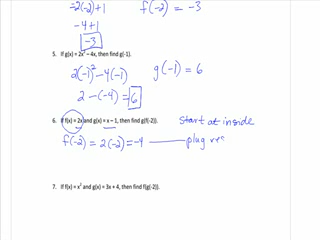 =2(-2)+1
f(-2) = -3
-4+1
-3
5. If g(x) = 2x² – 4x, then find g(-1).
2(-1)² - 4(-1)
g(-1) = 6
2 - (-4) = 6
6. If f(x) = 2x and g(x) = x – 1, then find g(f(-2)).
start at inside
f(-2) = 2(-2) = -4 — plug res
7. If f(x) = x² and g(x) = 3x + 4, then find f(g(-2)).